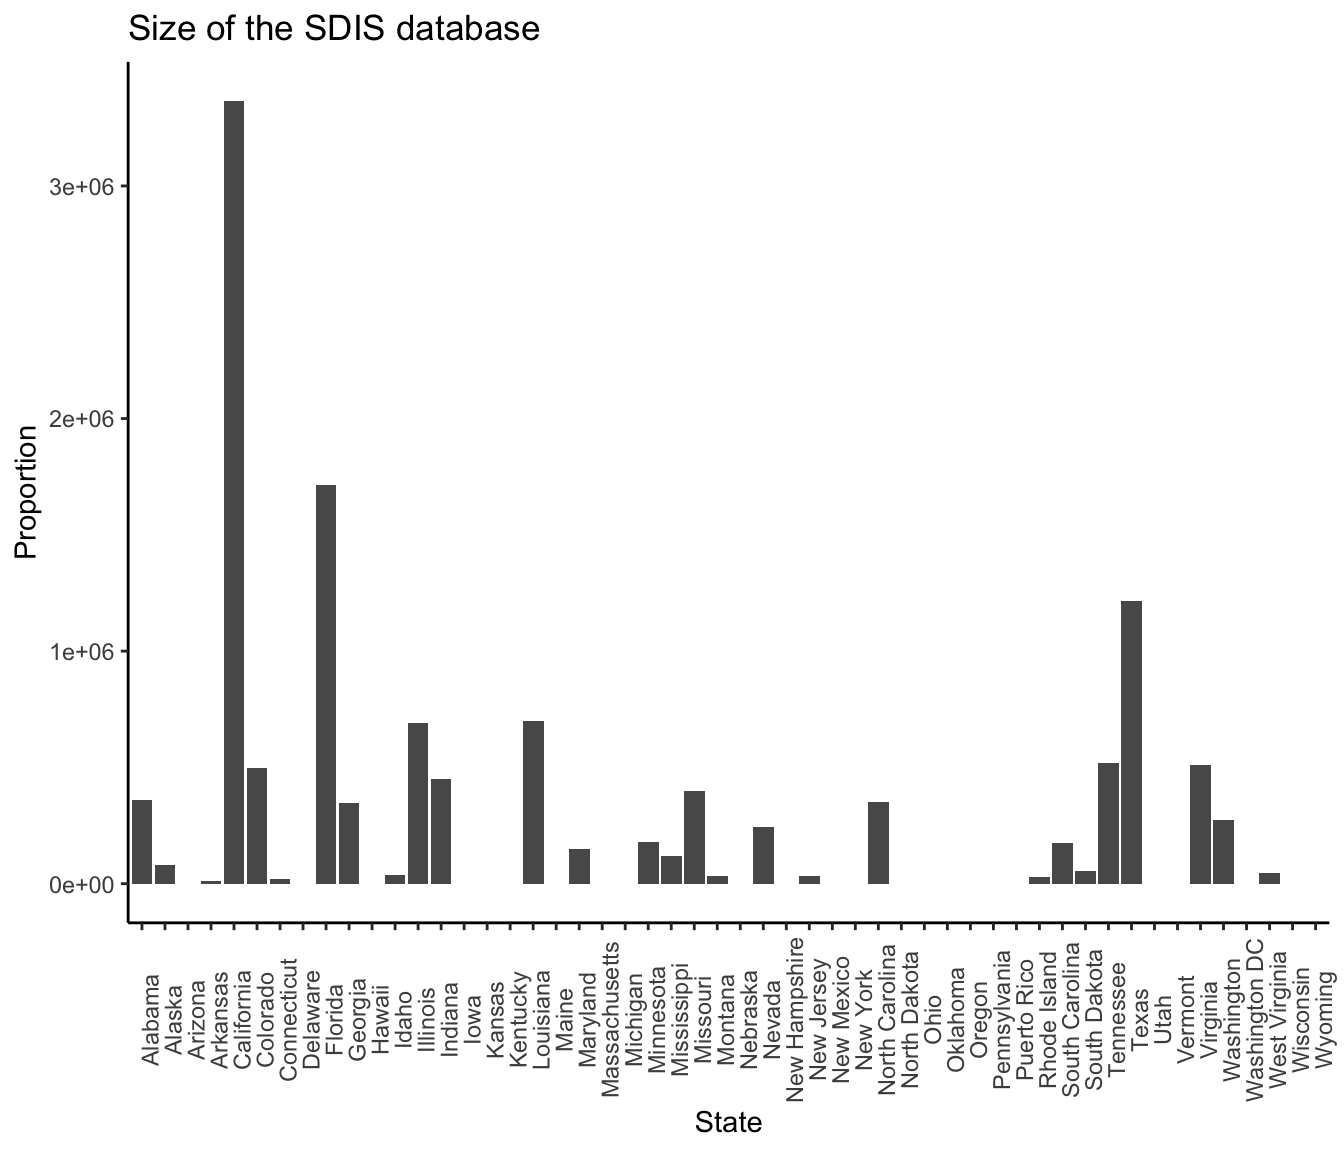 Size of the SDIS database
Proportion
3e+06
2e+06
1e+06
0e+00
Alabama
Alaska
Arizona
Arkansas
California
Colorado
Connecticut
Delaware
Florida
Georgia
Hawaii
Idaho
Illinois
Indiana
Iowa
Kansas
Kentucky
Louisiana
Maine
Maryland
Massachusetts
Michigan
Minnesota
Mississippi
Missouri
Montana
Nebraska
Nevada
New Hampshire
New Jersey
New Mexico
New York
North Carolina
North Dakota
Ohio
Oklahoma
Oregon
Pennsylvania
Puerto Rico
Rhode Island
South Carolina
South Dakota
Tennessee
Texas
Utah
Vermont
Virginia
Washington
Washington DC
West Virginia
Wisconsin
Wyoming
State